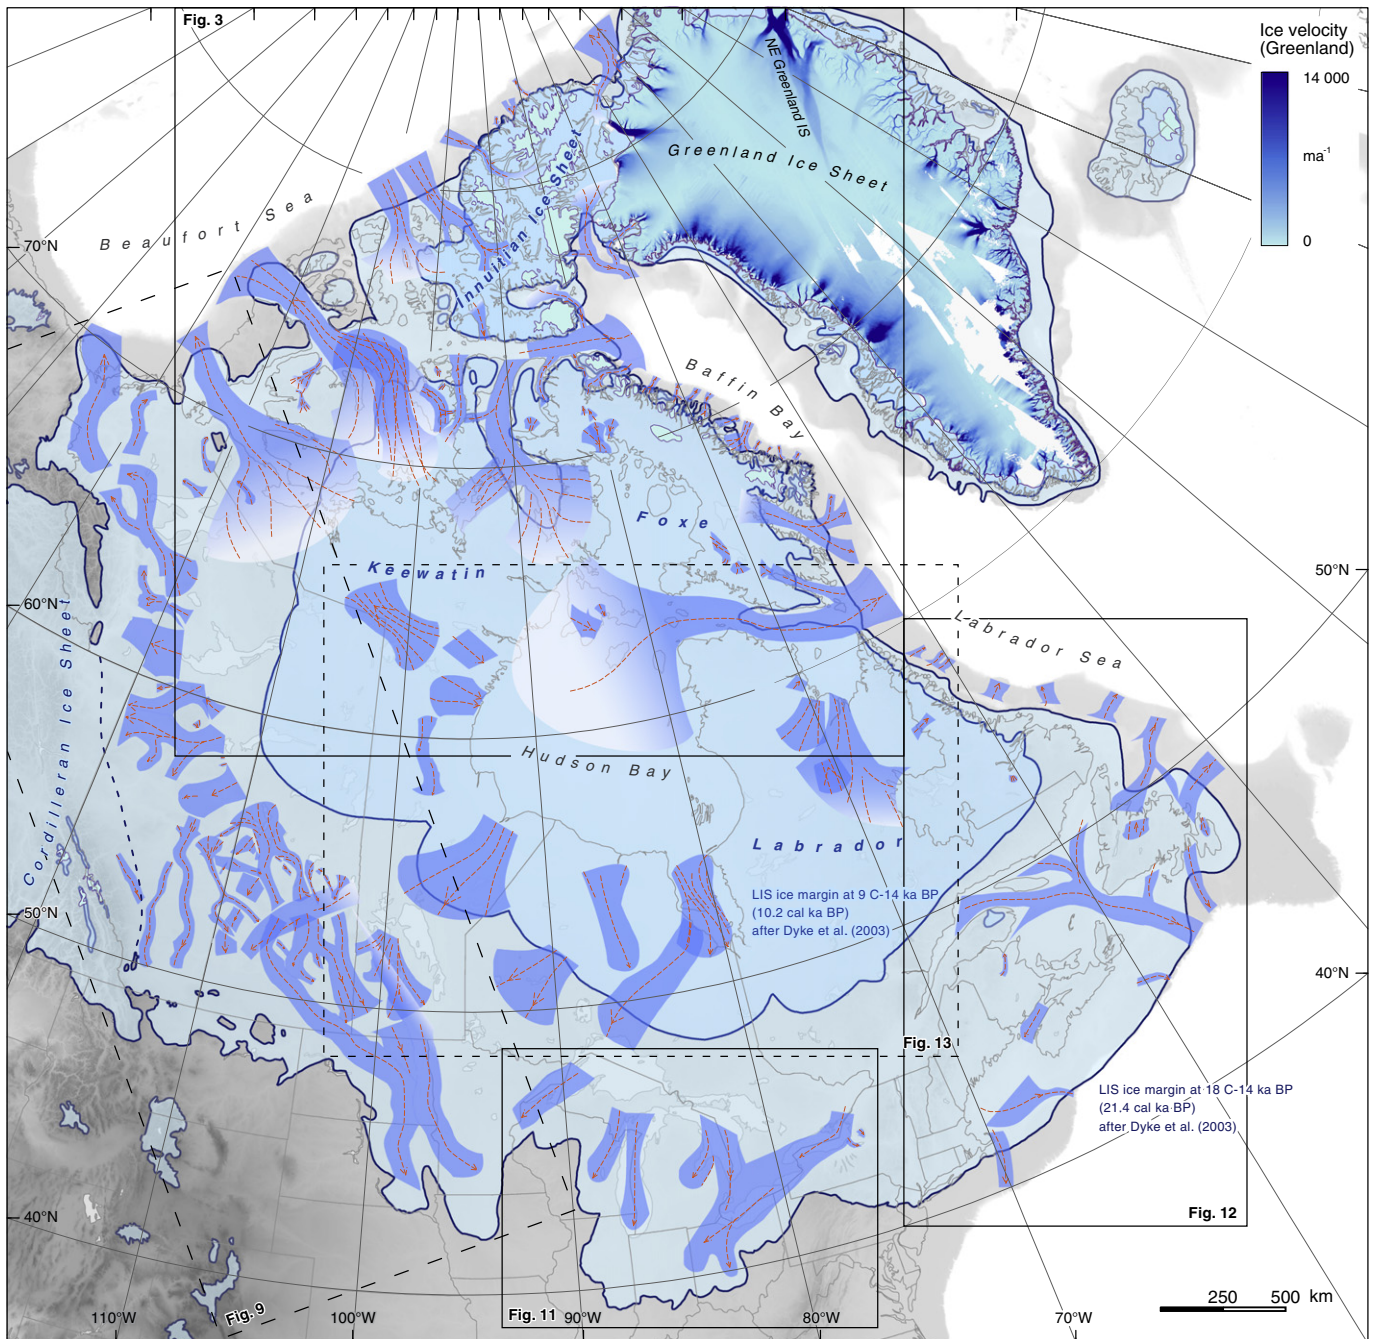 Fig. 3
Ice velocity
(Greenland)
14 000
ma-1
0
NE Greenland IS
Greenland Ice Sheet
Innuitian Ice Sheet
Beaufort Sea
70°N
Baffin Bay
Foxe
Keewatin
50°N
60°N
Labrador Sea
Cordilleran Ice Sheet
Hudson Bay
Labrador
LIS ice margin at 9 C-14 ka BP
(10.2 cal ka BP)
after Dyke et al. (2003)
50°N
40°N
Fig. 13
LIS ice margin at 18 C-14 ka BP
(21.4 cal ka BP)
after Dyke et al. (2003)
40°N
Fig. 12
250 500 km
Fig. 9
Fig. 11
110°W
100°W
90°W
80°W
70°W